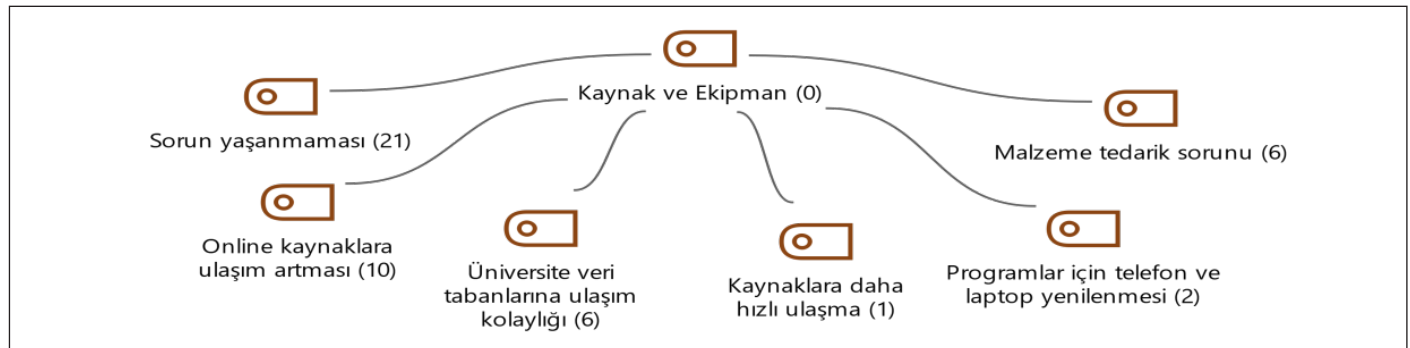 Kaynak ve Ekipman (0)
Sorun yaşanmaması (21)
Malzeme tedarik sorunu (6)
Online kaynaklara
ulaşım artması (10)
Üniversite veri
tabanlarına ulaşım
kolaylığı (6)
Kaynaklara daha
hızlı ulaşma (1)
Programlar için telefon ve
laptop yenilenmesi (2)